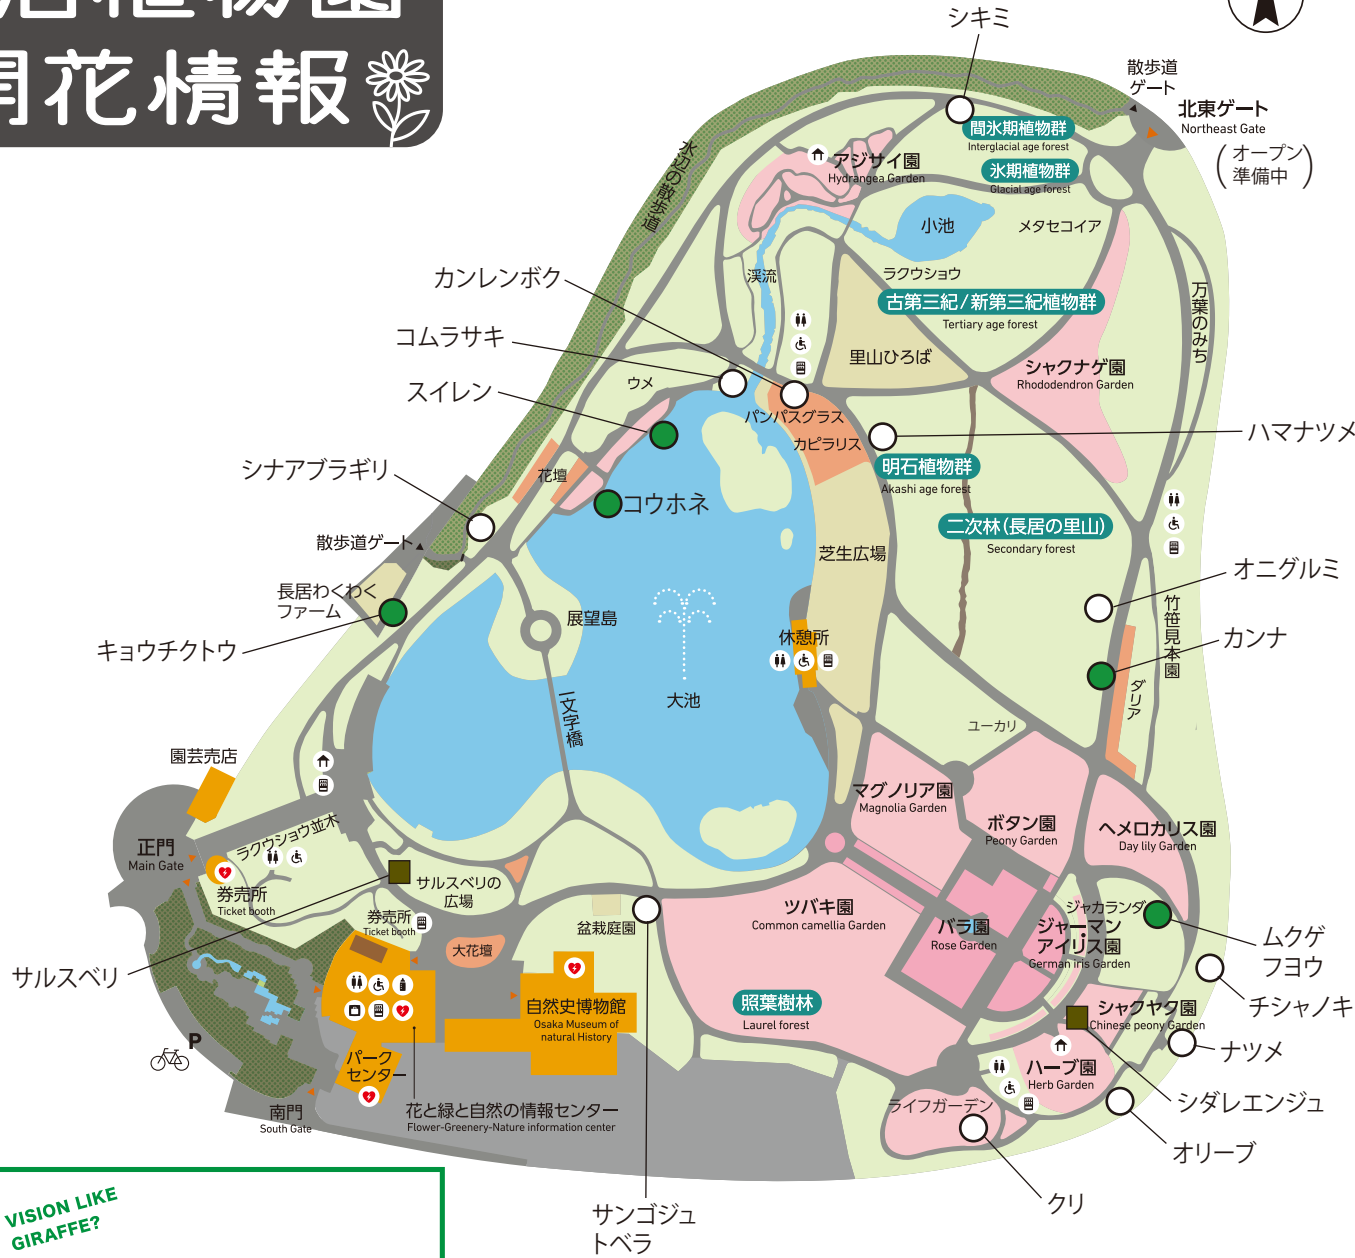 植物園
開花情報
シキミ
散歩道
ゲート
北東ゲート
Northeast Gate
(オープン
準備中)
間氷期植物群
Interglacial age forest
氷期植物群
Glacial age forest
アジサイ園
Hydrangea Garden
水辺の散歩道
小池
メタセコイア
渓流
ラクウショウ
カンレンボク
古第三紀/新第三紀植物群
Tertiary age forest
万葉のみち
コムラサキ
里山ひろば
シャクナゲ園
Rhododendron Garden
スイレン
ウメ
パンパスグラス
カピラリス
ハマナツメ
シナアブラギリ
花壇
明石植物群
Akashi age forest
コウホネ
二次林(長居の里山)
Secondary forest
散歩道ゲート
芝生広場
オニグルミ
長居わくわく
ファーム
展望島
竹笹見本園
休憩所
カンナ
キョウチクトウ
ダリア
大池
一文字橋
ユーカリ
園芸売店
マグノリア園
Magnolia Garden
ボタン園
Peony Garden
ヘメロカリス園
Day lily Garden
ラクウショウ並木
正門
Main Gate
券売所
Ticket booth
サルスベリの
広場
券売所
Ticket booth
盆栽庭園
ツバキ園
Common camellia Garden
バラ園
Rose Garden
ジャカランダ
ジャーマン
アイリス園
German iris Garden
ムクゲ
フヨウ
大花壇
サルスベリ
チシャノキ
自然史博物館
Osaka Museum of
natural History
照葉樹林
Laurel forest
シャクヤク園
Chinese peony Garden
P
ナツメ
パーク
センター
ハーブ園
Herb Garden
シダレエンジュ
花と緑と自然の情報センター
Flower-Greenery-Nature information center
ライフガーデン
南門
South Gate
オリーブ
クリ
サンゴジュ
トベラ
VISION LIKE
GIRAFFE?